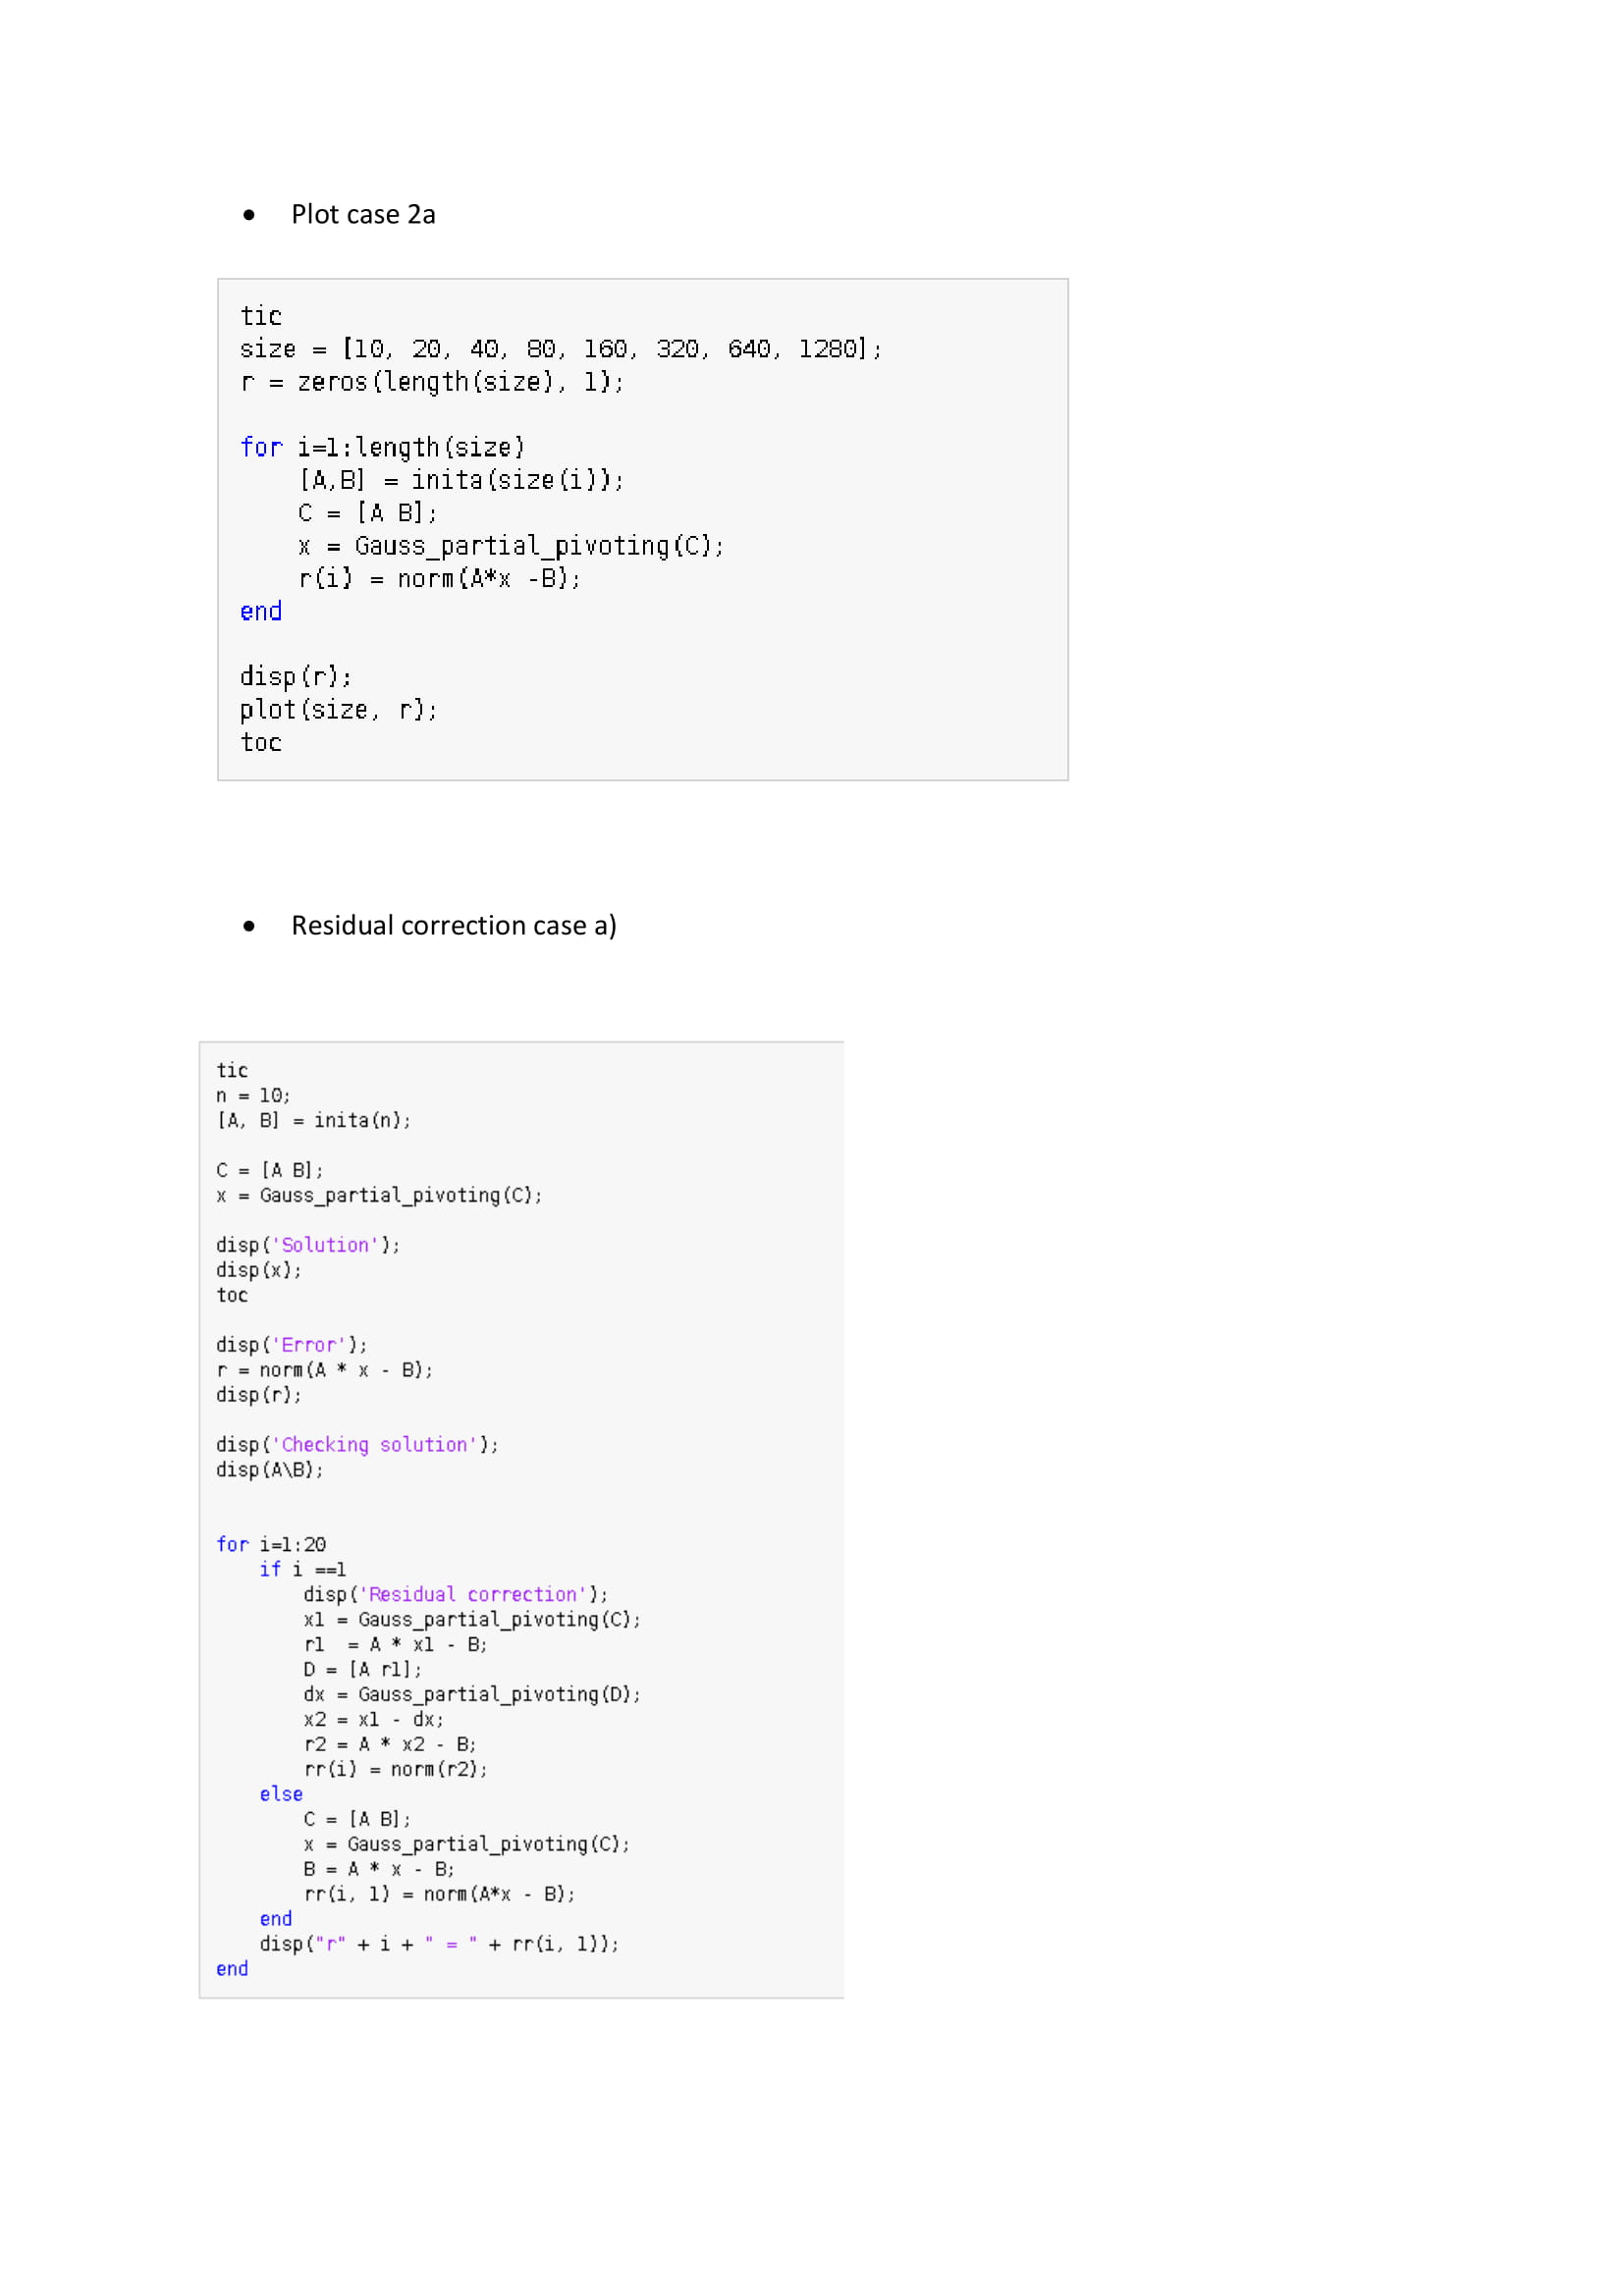 • Plot case 2a
tic
size = [10, 20, 40, 80, 160, 320, 640, 1280];
r = zeros(length(size), 1);
for i=1:length(size)
    [A,B] = inita(size(i));
    C = [A B];
    x = Gauss_partial_pivoting(C);
    r(i) = norm(A*x -B);
end
disp(r);
plot(size, r);
toc
• Residual correction case a)
tic
n = 10;
[A, B] = inita(n);
C = [A B];
x = Gauss_partial_pivoting(C);
disp('Solution');
disp(x);
toc
disp('Error');
r = norm(A * x - B);
disp(r);
disp('Checking solution');
disp(A\B);
for i=1:20
    if i ==1
        disp('Residual correction');
        x1 = Gauss_partial_pivoting(C);
        r1  = A * x1 - B;
        D = [A r1];
        dx = Gauss_partial_pivoting(D);
        x2 = x1 - dx;
        r2 = A * x2 - B;
        rr(i) = norm(r2);
    else
        C = [A B];
        x = Gauss_partial_pivoting(C);
        B = A * x - B;
        rr(i, 1) = norm(A*x - B);
    end
    disp("r" + i + " = " + rr(i, 1));
end